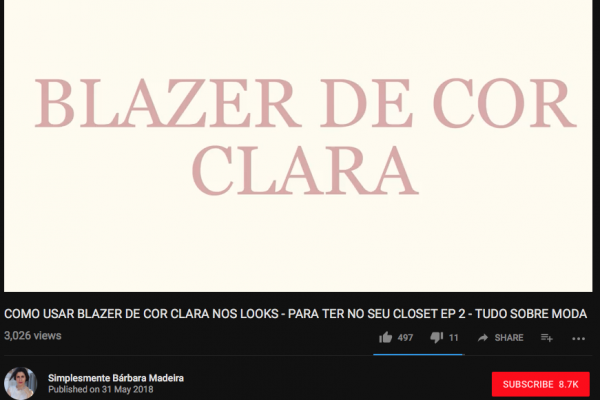 BLAZER DE COR
CLARA
COMO USAR BLAZER DE COR CLARA NOS LOOKS - PARA TER NO SEU CLOSET EP 2 - TUDO SOBRE MODA
3,026 views
497
11
SHARE
Simplesmente Bárbara Madeira
Published on 31 May 2018
SUBSCRIBE 8.7K